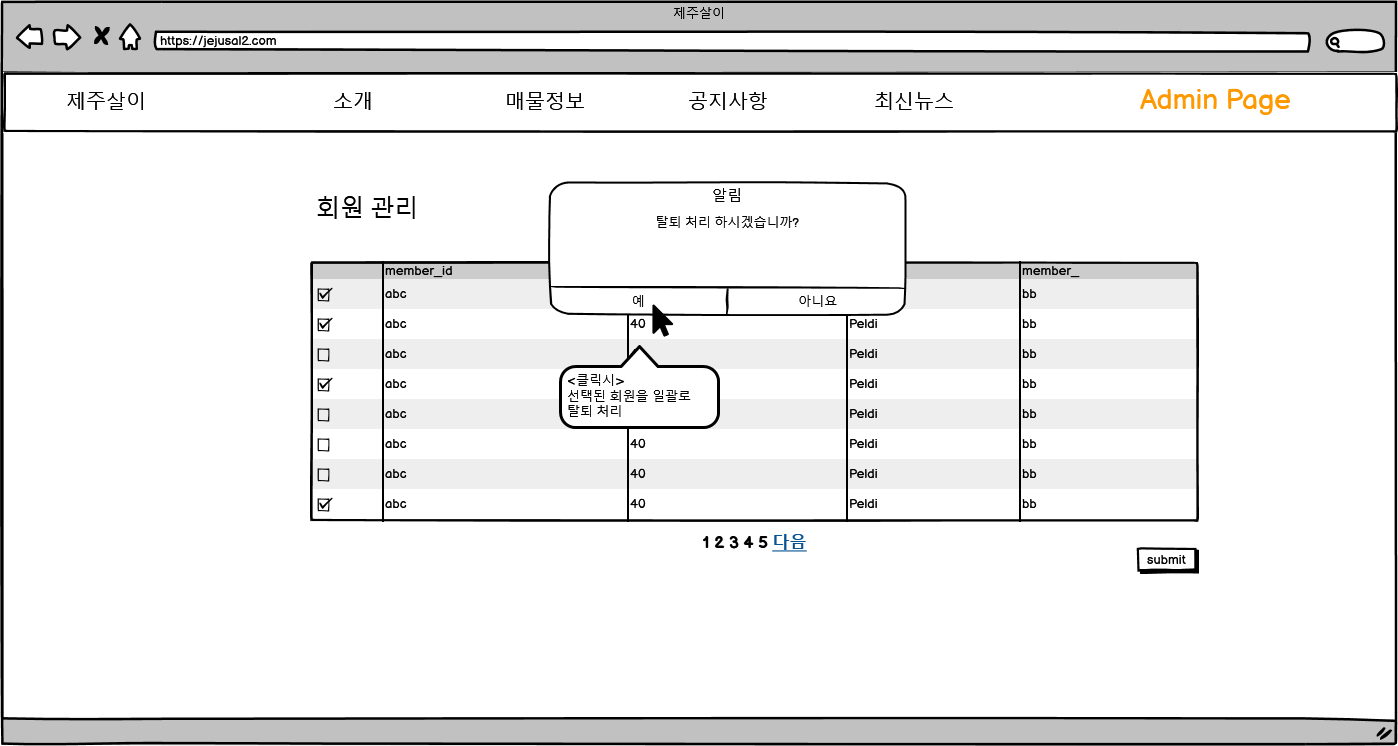 제주살이
https://jejusal2.com
제주살이 소개 매물정보 공지사항 최신뉴스 Admin Page
회원 관리
알림
탈퇴 처리 하시겠습니까?
예 아니요
member_id member_
abc bb
abc 40 Peldi bb
abc Peldi bb
abc Peldi bb
abc Peldi bb
abc 40 Peldi bb
abc 40 Peldi bb
abc 40 Peldi bb
<클릭시>
선택된 회원을 일괄로
탈퇴 처리
1 2 3 4 5 다음
submit